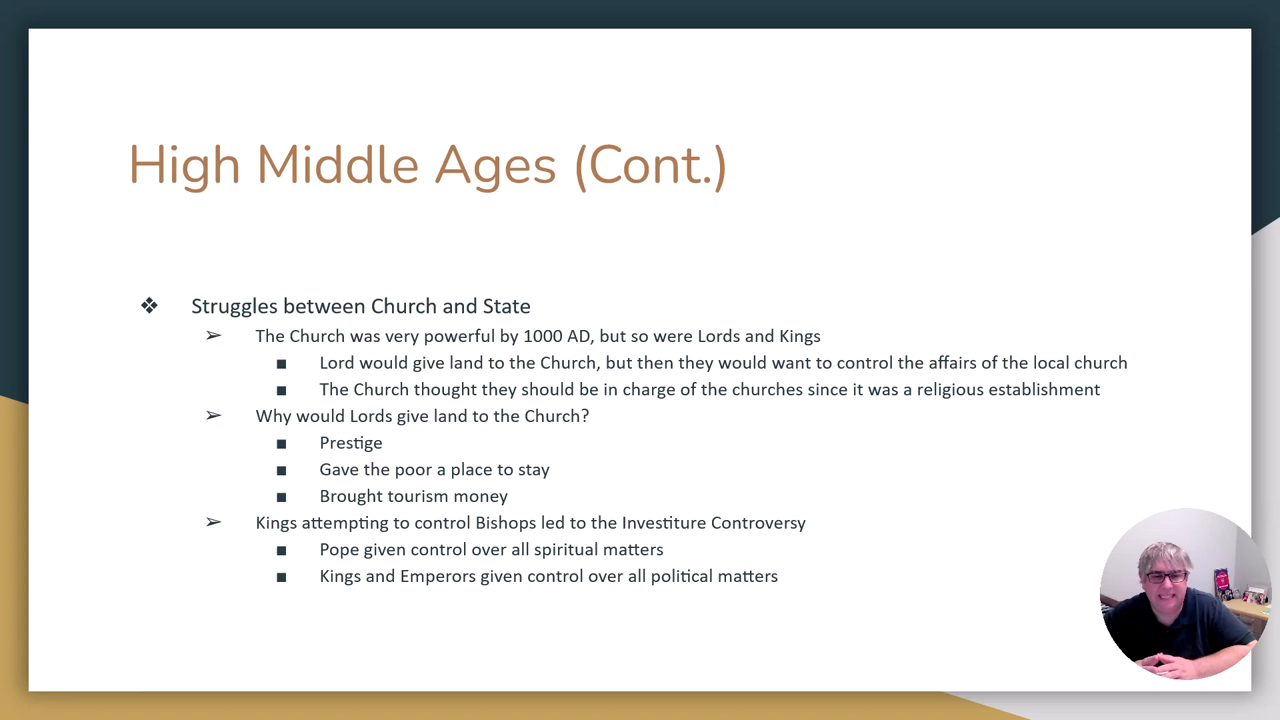 High Middle Ages (Cont.)
❖ Struggles between Church and State
➢ The Church was very powerful by 1000 AD, but so were Lords and Kings
■ Lord would give land to the Church, but then they would want to control the affairs of the local church
■ The Church thought they should be in charge of the churches since it was a religious establishment
➢ Why would Lords give land to the Church?
■ Prestige
■ Gave the poor a place to stay
■ Brought tourism money
➢ Kings attempting to control Bishops led to the Investiture Controversy
■ Pope given control over all spiritual matters
■ Kings and Emperors given control over all political matters